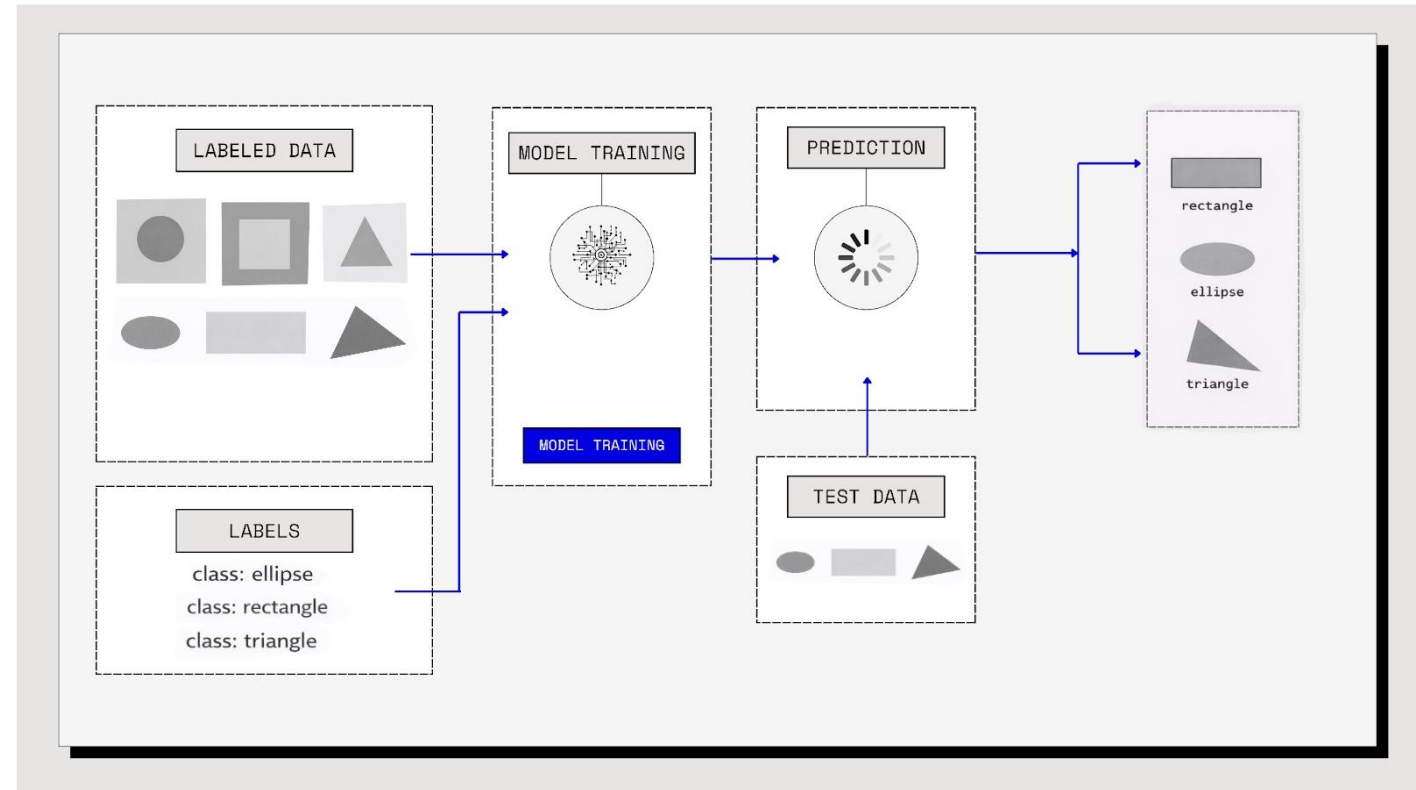 LABELED DATA
LABELS
class: ellipse
class: rectangle
class: triangle
MODEL TRAINING
MODEL TRAINING
PREDICTION
TEST DATA
rectangle
ellipse
triangle